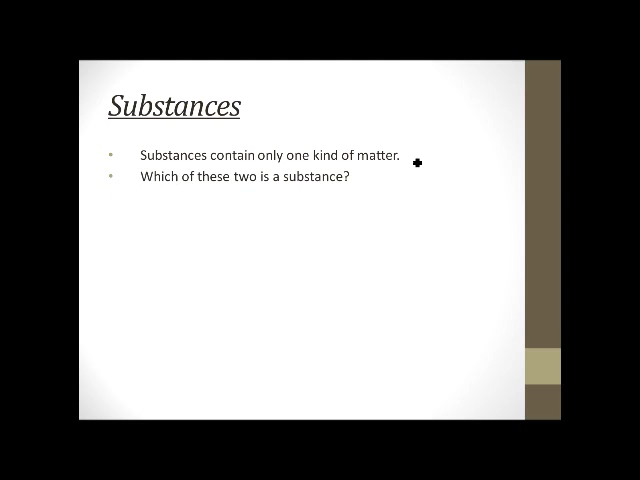 Substances
• Substances contain only one kind of matter.
• Which of these two is a substance?